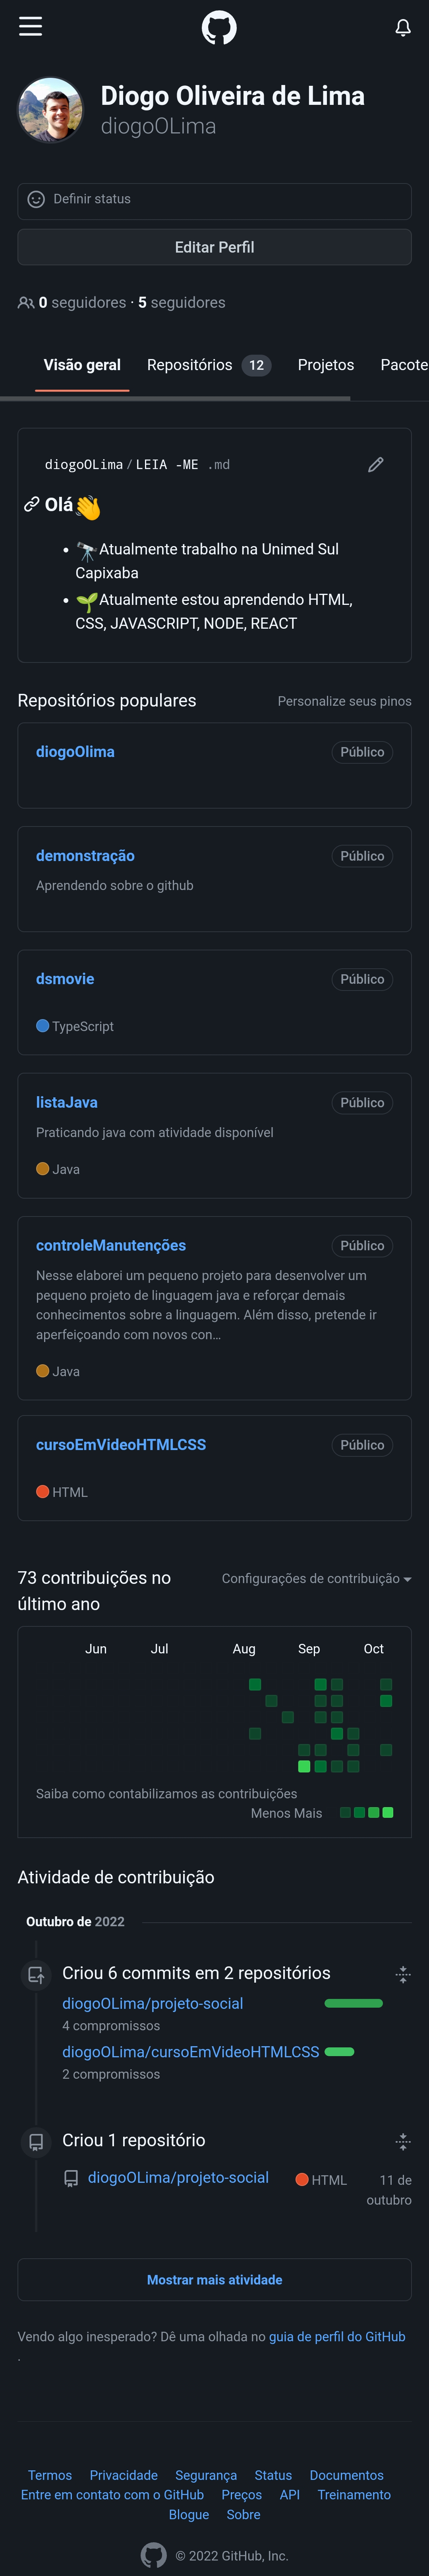 Diogo Oliveira de Lima
diogoOLima
Definir status
Editar Perfil
0 seguidores · 5 seguidores
Visão geral Repositórios 12 Projetos Pacote
diogoOLima / LEIA -ME .md
Olá👋
🔭Atualmente trabalho na Unimed Sul
Capixaba
🌱Atualmente estou aprendendo HTML,
CSS, JAVASCRIPT, NODE, REACT
Repositórios populares Personalize seus pinos
diogoOlima Público
demonstração Público
Aprendendo sobre o github
dsmovie Público
TypeScript
listaJava Público
Praticando java com atividade disponível
Java
controleManutenções Público
Nesse elaborei um pequeno projeto para desenvolver um
pequeno projeto de linguagem java e reforçar demais
conhecimentos sobre a linguagem. Além disso, pretende ir
aperfeiçoando com novos con...
Java
cursoEmVideoHTMLCSS Público
HTML
73 contribuições no Configurações de contribuição
último ano
Jun Jul Aug Sep Oct
Saiba como contabilizamos as contribuições
Menos Mais
Atividade de contribuição
Outubro de 2022
Criou 6 commits em 2 repositórios
diogoOLima/projeto-social
4 compromissos
diogoOLima/cursoEmVideoHTMLCSS
2 compromissos
Criou 1 repositório
diogoOLima/projeto-social HTML 11 de
outubro
Mostrar mais atividade
Vendo algo inesperado? Dê uma olhada no guia de perfil do GitHub
.
Termos Privacidade Segurança Status Documentos
Entre em contato com o GitHub Preços API Treinamento
Blogue Sobre
© 2022 GitHub, Inc.